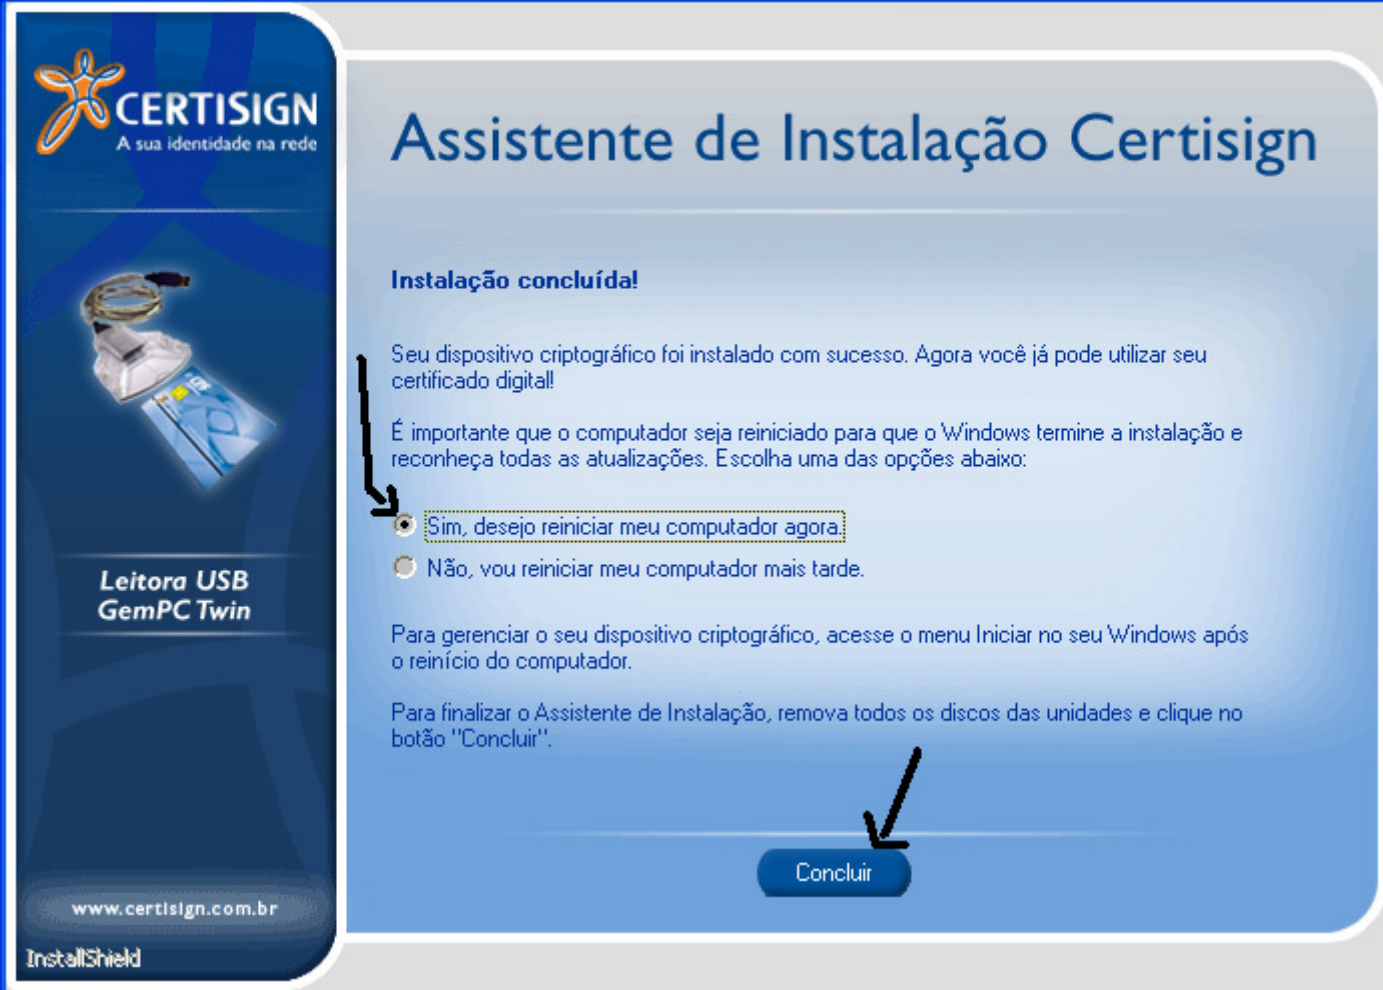 CERTISIGN
A sua identidade na rede
Assistente de Instalação Certisign
Instalação concluída!
Seu dispositivo criptográfico foi instalado com sucesso. Agora você já pode utilizar seu
certificado digital!
É importante que o computador seja reiniciado para que o Windows termine a instalação e
reconheça todas as atualizações. Escolha uma das opções abaixo:
Sim, desejo reiniciar meu computador agora.
Não, vou reiniciar meu computador mais tarde.
Leitora USB
GemPC Twin
Para gerenciar o seu dispositivo criptográfico, acesse o menu Iniciar no seu Windows após
o reinício do computador.
Para finalizar o Assistente de Instalação, remova todos os discos das unidades e clique no
botão "Concluir".
Concluir
www.certisign.com.br
InstallShield